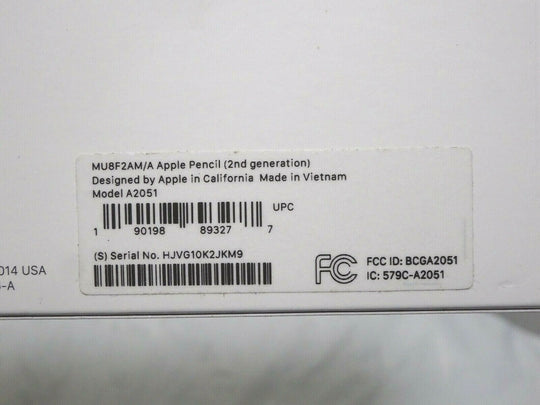 MU8F2AM/A Apple Pencil (2nd generation)
Designed by Apple in California Made in Vietnam
Model A2051
UPC
1 90198 89327 7
(S) Serial No. HJVG10K2JKM9
FC FCC ID: BCGA2051
IC: 579C-A2051
014 USA
-A